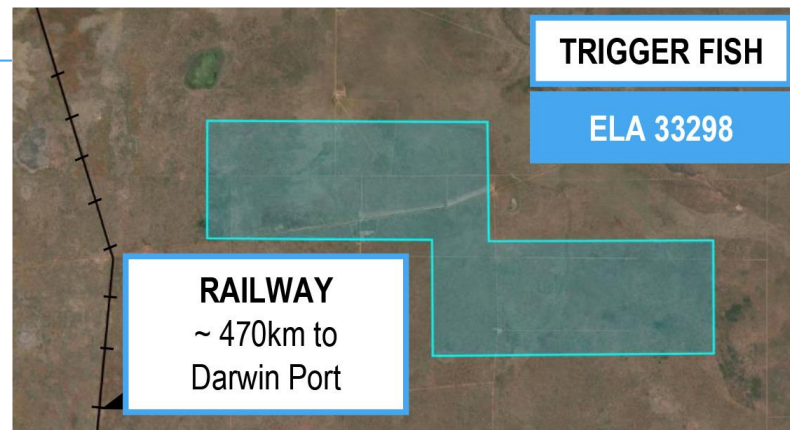 TRIGGER FISH
ELA 33298
RAILWAY
~ 470km to
Darwin Port